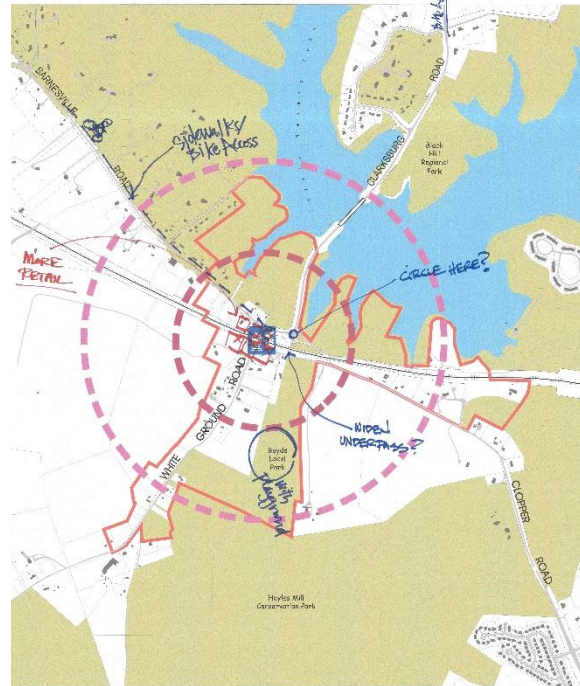 BARNESVILLE
ROAD
Sidewalks/
Bike Access
CLARKSBURG
ROAD
Black
Hill
Regional
Park
MORE
RETAIL
CIRCLE HERE?
WHITE
GROUND
ROAD
WIDEN
UNDERPASS?
Boyds
Local
Park
with
playground
CLOPPER
ROAD
Hoyles Mill
Conservation Park